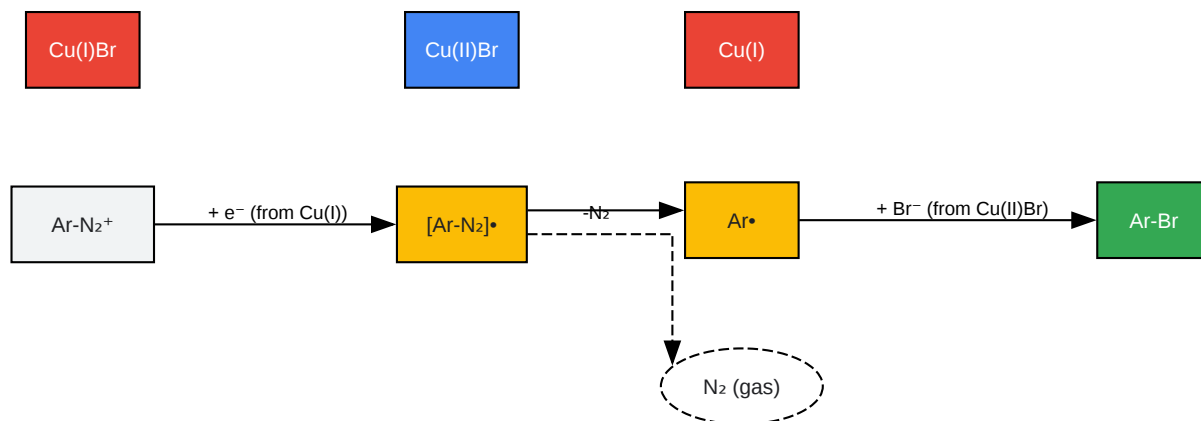 Cu(I)Br
Cu(II)Br
Cu(I)
Ar-N₂⁺
+ e⁻ (from Cu(I))
[Ar-N₂]•
-N₂
Ar•
+ Br⁻ (from Cu(II)Br)
Ar-Br
N₂ (gas)